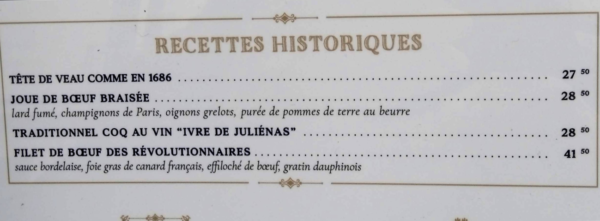 RECETTES HISTORIQUES
TÊTE DE VEAU COMME EN 1686 27 50
JOUE DE BŒUF BRAISÉE 28 50
lard fumé, champignons de Paris, oignons grelots, purée de pommes de terre au beurre
TRADITIONNEL COQ AU VIN "IVRE DE JULIÉNAS" 28 50
FILET DE BŒUF DES RÉVOLUTIONNAIRES 41 50
sauce bordelaise, foie gras de canard français, effiloché de bœuf, gratin dauphinois